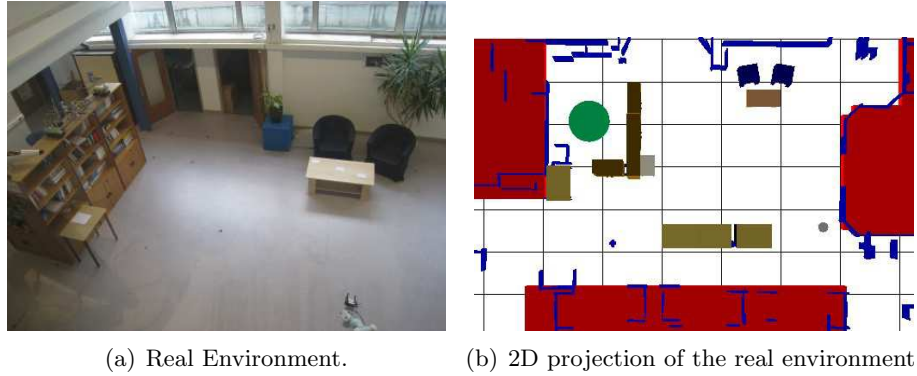 (a) Real Environment.
(b) 2D projection of the real environment